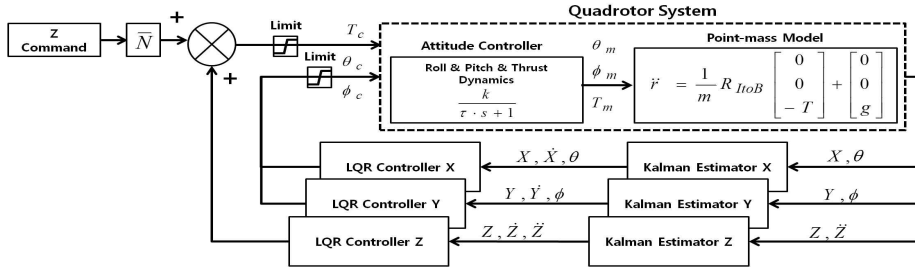 Quadrotor System
Z
Command
N̅
+
+
Limit
T_c
Limit
θ_c
ϕ_c
Attitude Controller
Roll & Pitch & Thrust
Dynamics
k
τ · s + 1
θ_m
ϕ_m
T_m
Point-mass Model
r̈ = 1/m R_ItoB [0 0 −T] + [0 0 g]
LQR Controller X
X , Ẋ , θ
Kalman Estimator X
X , θ
LQR Controller Y
Y , Ẏ , ϕ
Kalman Estimator Y
Y , ϕ
LQR Controller Z
Z , Ż , Z̈
Kalman Estimator Z
Z , Z̈